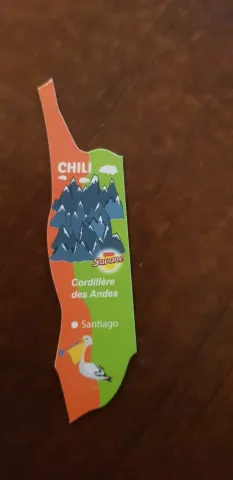 CHILI
Savane
Cordillère
des Andes
Santiago